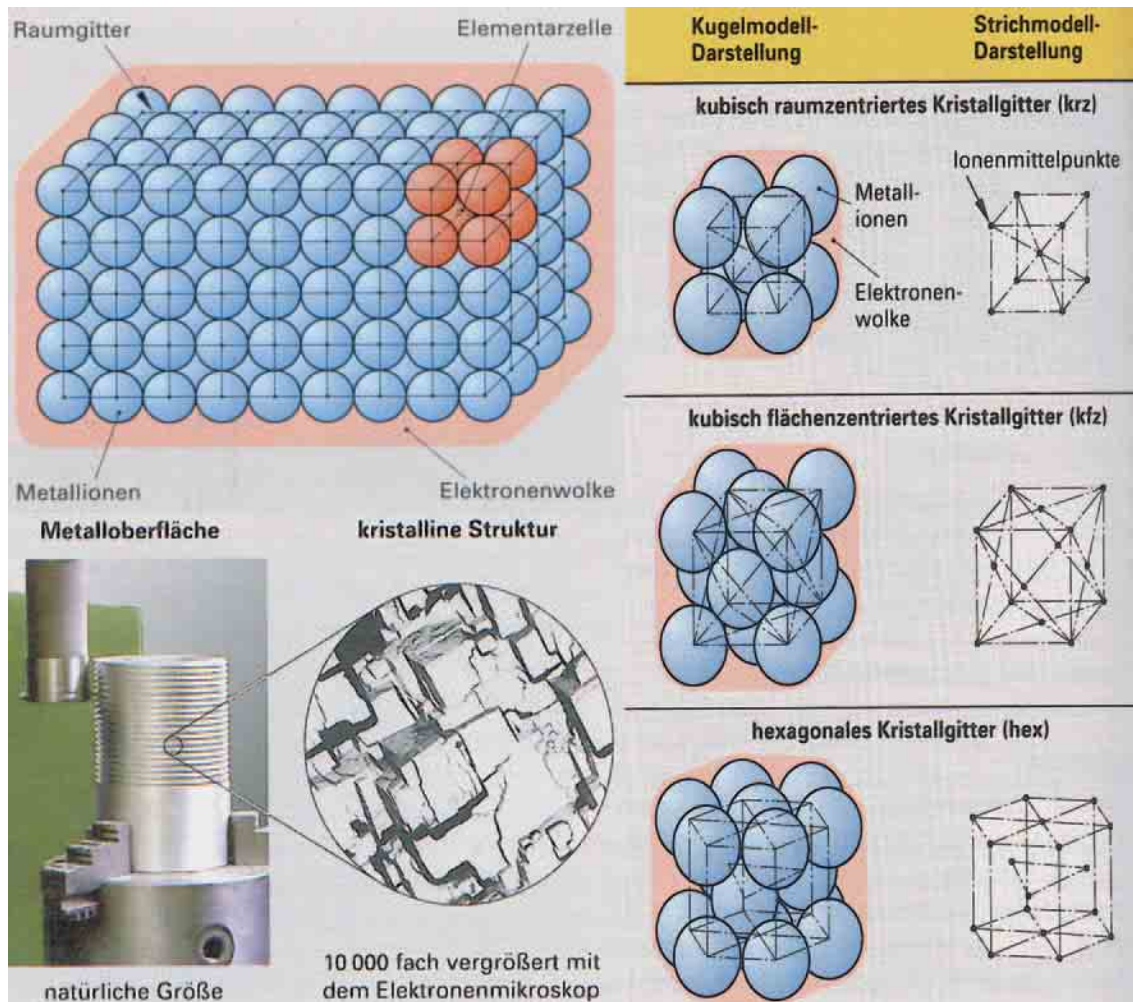 Raumgitter
Elementarzelle
Metallionen
Elektronenwolke
Metalloberfläche
kristalline Struktur
natürliche Größe
10 000 fach vergrößert mit
dem Elektronenmikroskop
Kugelmodell-
Darstellung
Strichmodell-
Darstellung
kubisch raumzentriertes Kristallgitter (krz)
Ionenmittelpunkte
Metall-
ionen
Elektronen-
wolke
kubisch flächenzentriertes Kristallgitter (kfz)
hexagonales Kristallgitter (hex)